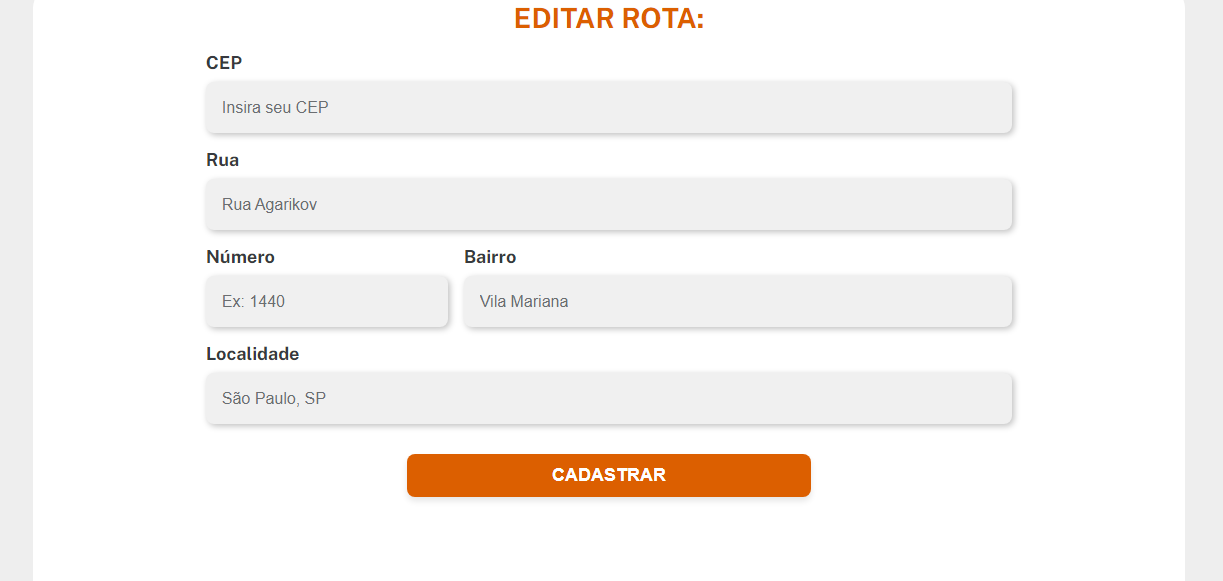 EDITAR ROTA:
CEP
Insira seu CEP
Rua
Rua Agarikov
Número Bairro
Ex: 1440 Vila Mariana
Localidade
São Paulo, SP
CADASTRAR